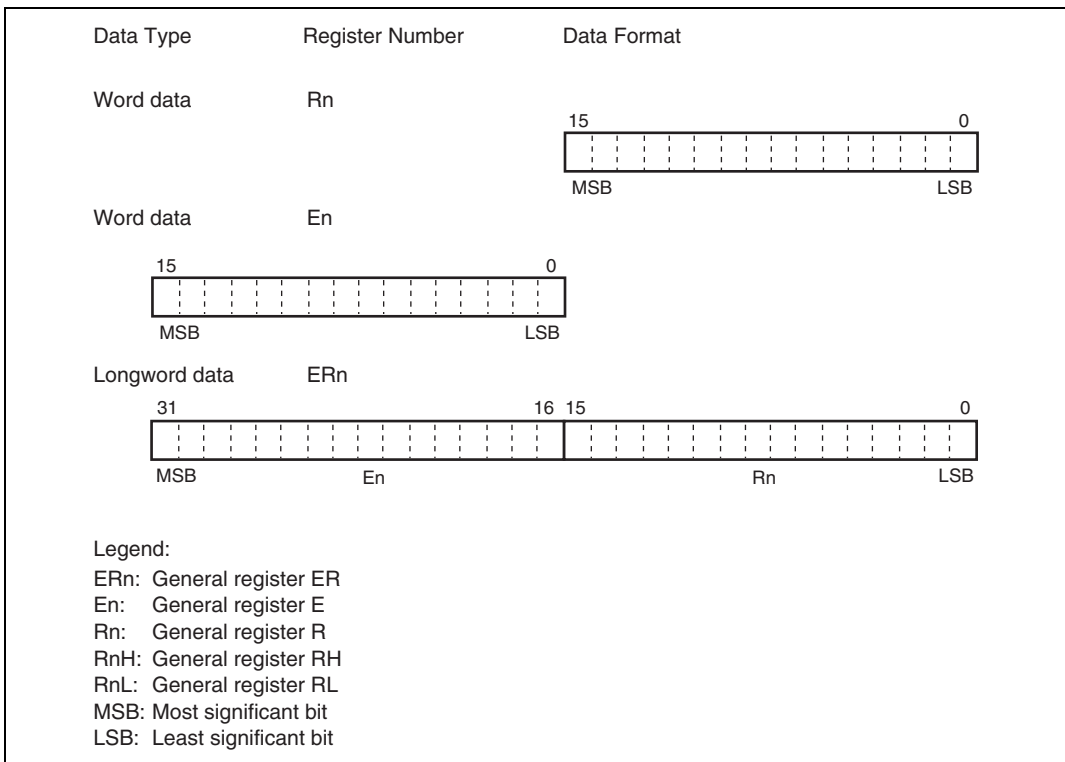 Data Type Register Number Data Format
Word data Rn
15 0
MSB LSB
Word data En
15 0
MSB LSB
Longword data ERn
31 16 15 0
MSB En Rn LSB
Legend:
ERn: General register ER
En: General register E
Rn: General register R
RnH: General register RH
RnL: General register RL
MSB: Most significant bit
LSB: Least significant bit